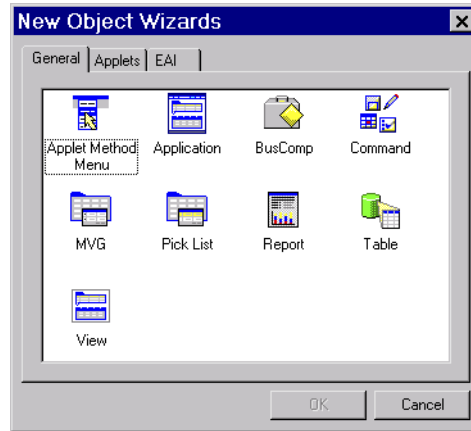 New Object Wizards
General Applets EAI
Applet Method Menu Application BusComp Command
MVG Pick List Report Table
View
OK Cancel